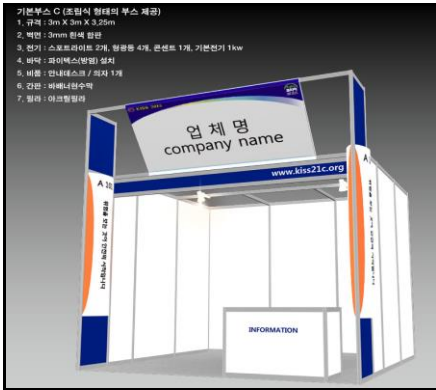 기본부스 C (조립식 형태의 부스 제공)
1, 규격 : 3m X 3m X 3,25m
2, 벽면 : 3mm 흰색 합판
3, 전기 : 스포트라이트 2개, 형광등 4개, 콘센트 1개, 기본전기 1kw
4, 바닥 : 파이텍스(방염) 설치
5, 비품 : 안내데스크 / 의자 1개
6, 간판 : 바배너현수막
7, 필라 : 아크릴필라
KISS 2021
업 체 명
company name
www.kiss21c.org
A
A
INFORMATION